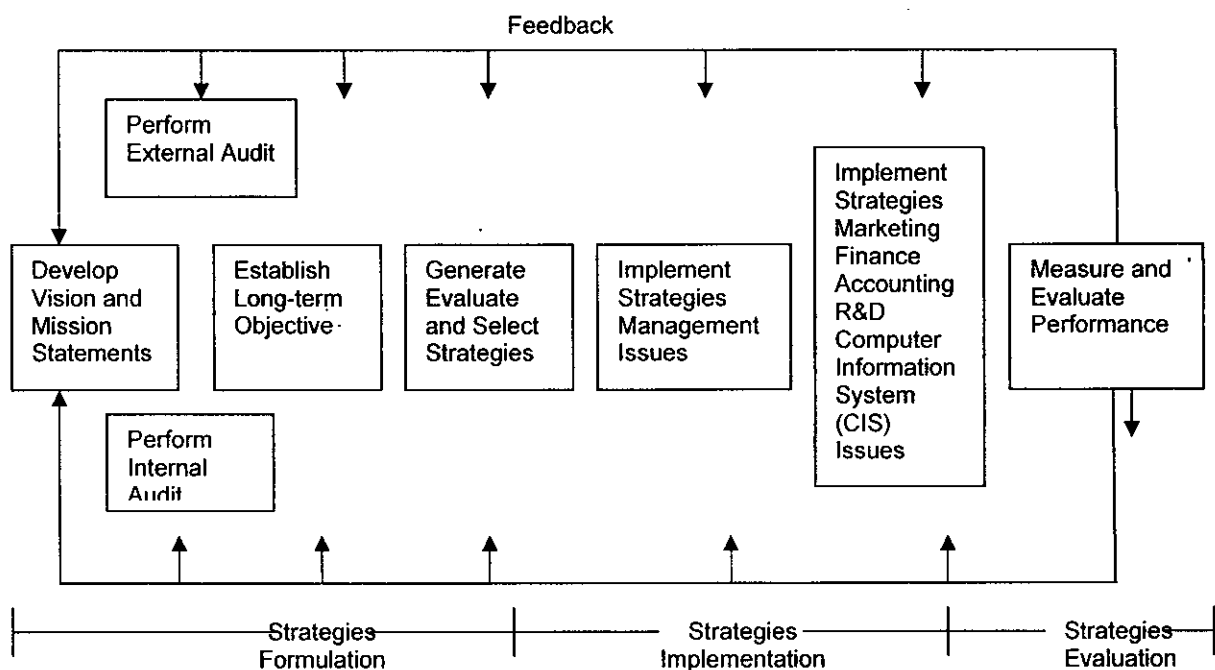 Feedback
Perform
External Audit
Develop
Vision and
Mission
Statements
Establish
Long-term
Objective
Generate
Evaluate
and Select
Strategies
Implement
Strategies
Management
Issues
Implement
Strategies
Marketing
Finance
Accounting
R&D
Computer
Information
System
(CIS)
Issues
Measure and
Evaluate
Performance
Perform
Internal
Audit
Strategies
Formulation
Strategies
Implementation
Strategies
Evaluation